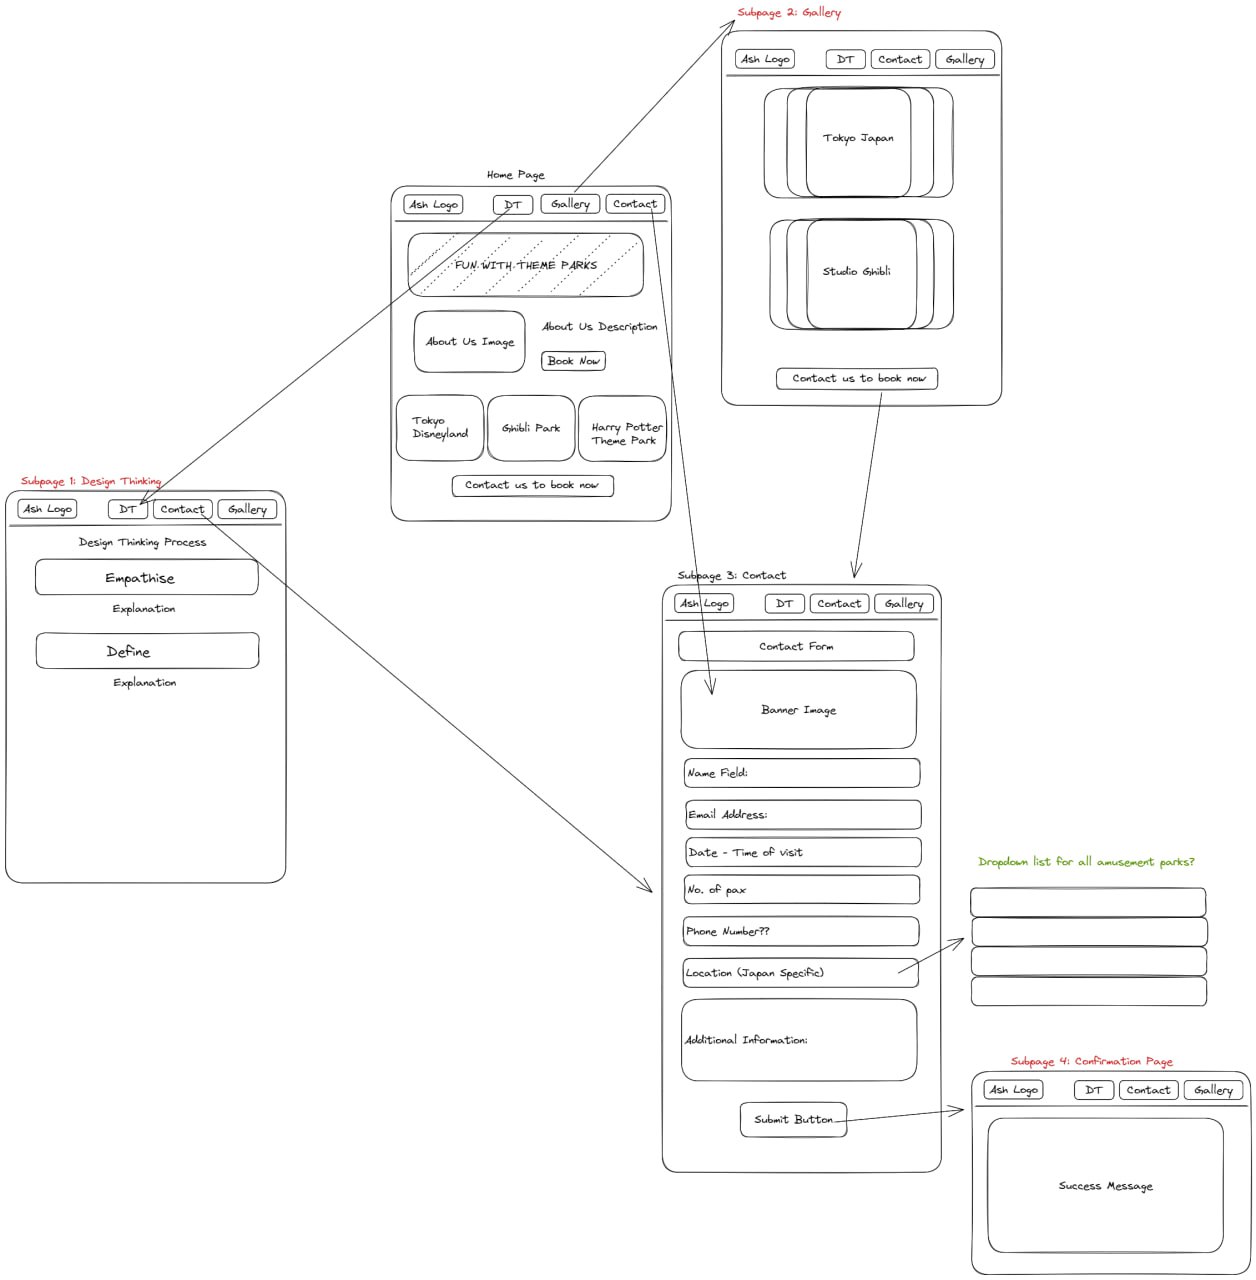 Subpage 2: Gallery
Ash Logo
DT
Contact
Gallery
Tokyo Japan
Studio Ghibli
Contact us to book now
Home Page
Ash Logo
DT
Gallery
Contact
FUN WITH THEME PARKS
About Us Image
About Us Description
Book Now
Tokyo
Disneyland
Ghibli Park
Harry Potter
Theme Park
Contact us to book now
Subpage 1: Design Thinking
Ash Logo
DT
Contact
Gallery
Design Thinking Process
Empathise
Explanation
Define
Explanation
Subpage 3: Contact
Ash Logo
DT
Contact
Gallery
Contact Form
Banner Image
Name Field:
Email Address:
Date - Time of visit
No. of pax
Phone Number??
Location (Japan Specific)
Additional Information:
Submit Button
Dropdown list for all amusement parks?
Subpage 4: Confirmation Page
Ash Logo
DT
Contact
Gallery
Success Message